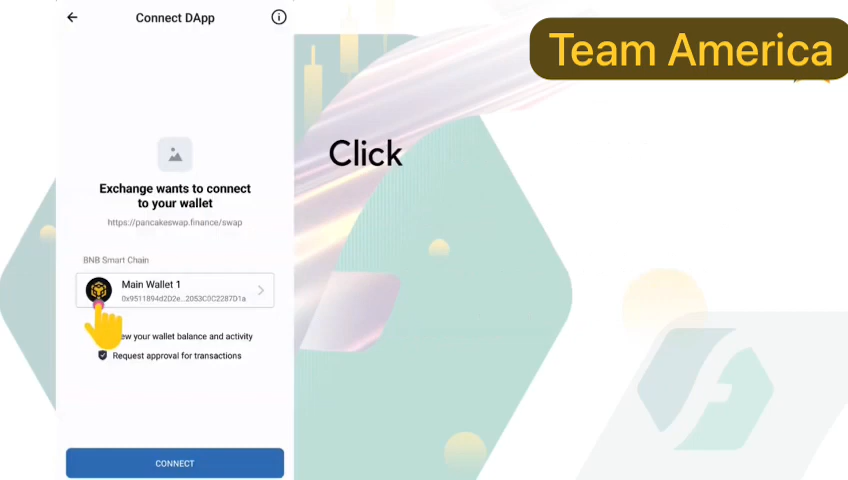 Connect DApp
Team America
Click
Exchange wants to connect
to your wallet
https://pancakeswap.finance/swap
BNB Smart Chain
Main Wallet 1
0x9511894d2D2e...2053C0C2287D1a
your wallet balance and activity
Request approval for transactions
CONNECT